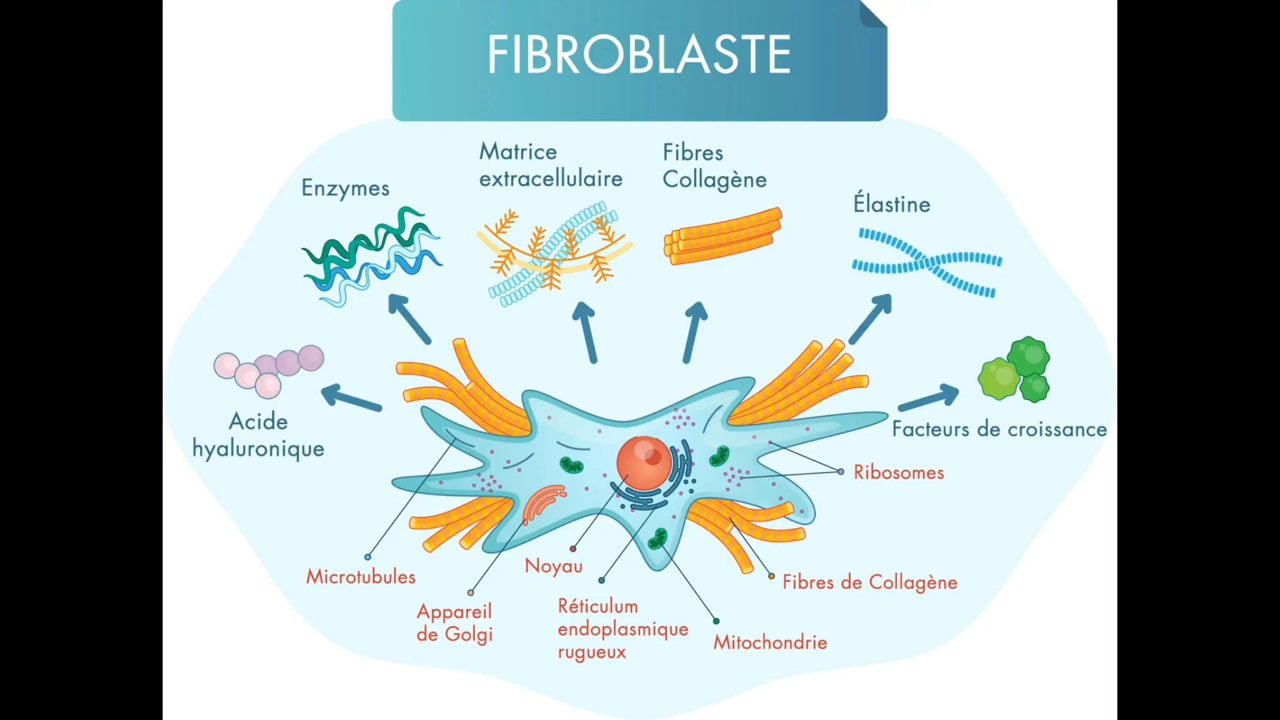 FIBROBLASTE
Matrice
extracellulaire
Fibres
Collagène
Enzymes
Élastine
Acide
hyaluronique
Facteurs de croissance
Ribosomes
Microtubules
Noyau
Fibres de Collagène
Appareil
de Golgi
Réticulum
endoplasmique
rugueux
Mitochondrie